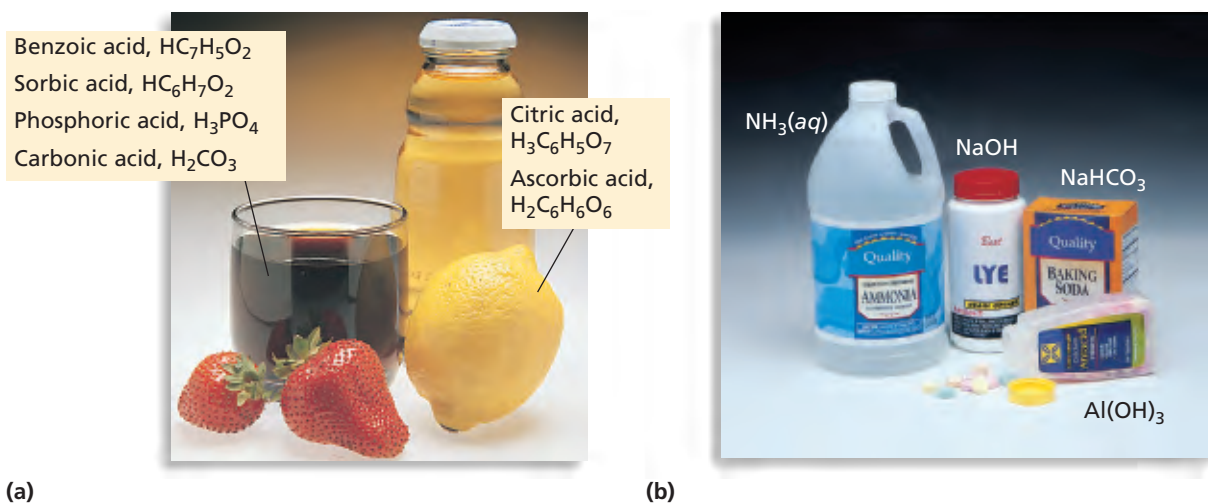 Benzoic acid, HC₇H₅O₂
Sorbic acid, HC₆H₇O₂
Phosphoric acid, H₃PO₄
Carbonic acid, H₂CO₃
Citric acid,
H₃C₆H₅O₇
Ascorbic acid,
H₂C₆H₆O₆
(a)
NH₃(aq)
NaOH
NaHCO₃
Quality
AMMONIA
LYE
Quality
BAKING
SODA
Antacid
Al(OH)₃
(b)